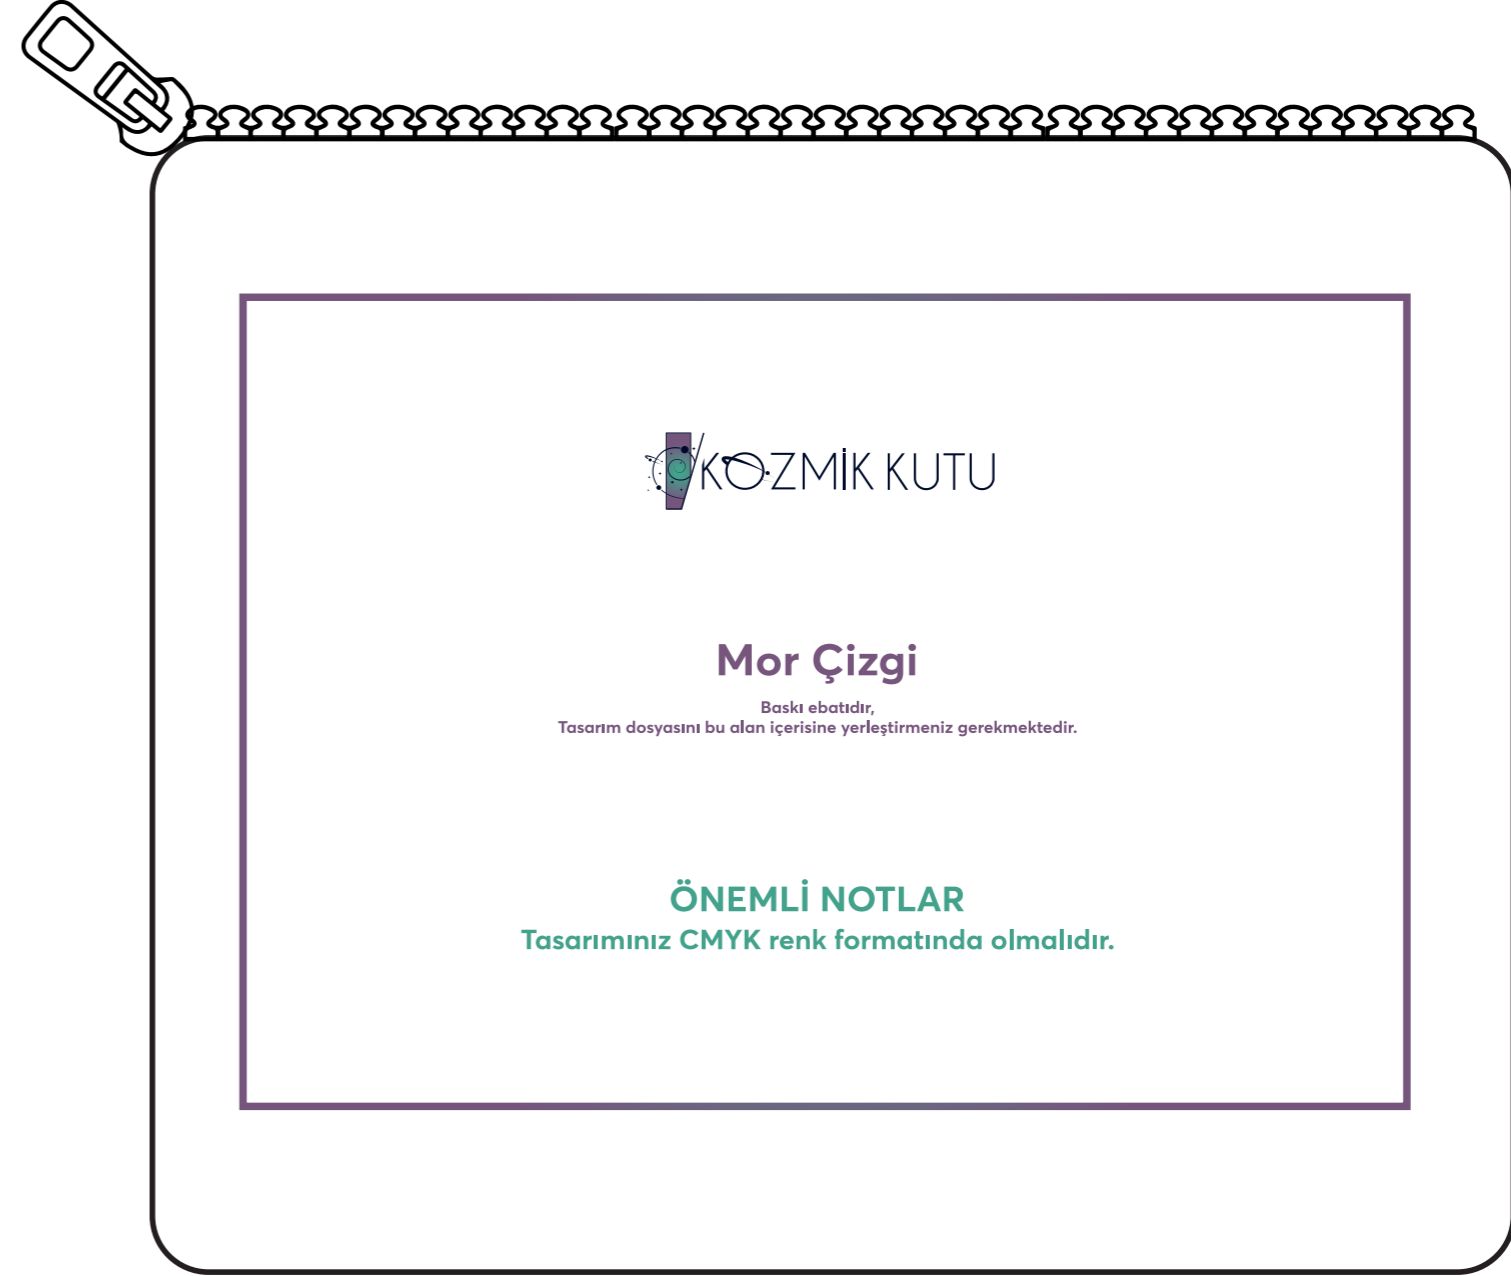 KOZMİK KUTU
Mor Çizgi
Baskı ebatıdır,
Tasarım dosyasını bu alan içerisine yerleştirmeniz gerekmektedir.
ÖNEMLİ NOTLAR
Tasarımınız CMYK renk formatında olmalıdır.